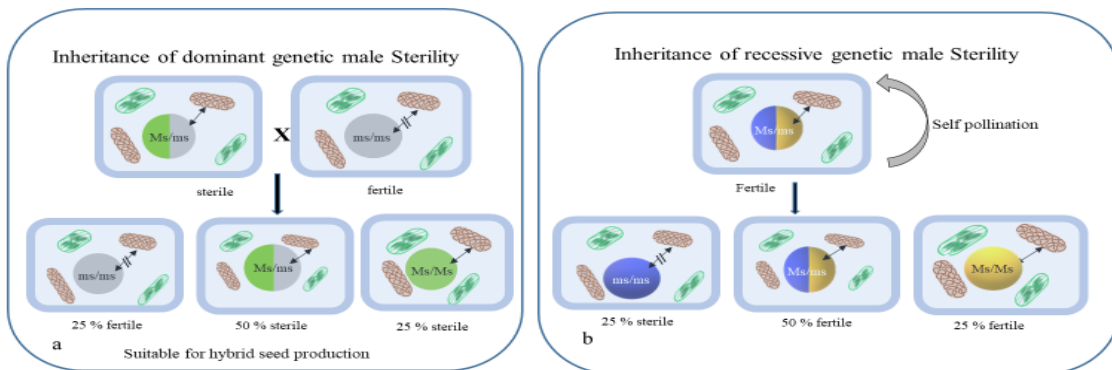 Inheritance of dominant genetic male Sterility
Ms/ms
X
ms/ms
sterile
fertile
ms/ms
Ms/ms
Ms/Ms
25 % fertile
50 % sterile
25 % sterile
a
Suitable for hybrid seed production
Inheritance of recessive genetic male Sterility
Ms/ms
Self pollination
Fertile
ms/ms
Ms/ms
Ms/Ms
25 % sterile
50 % fertile
25 % fertile
b